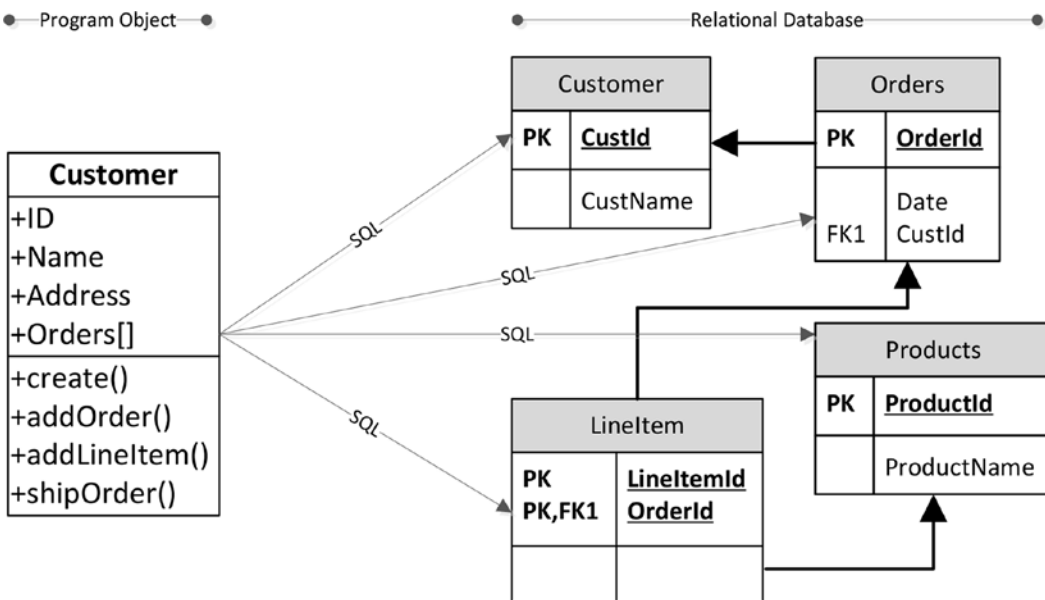 Program Object
Relational Database
Customer
+ID
+Name
+Address
+Orders[]
+create()
+addOrder()
+addLineItem()
+shipOrder()
SQL
SQL
SQL
SQL
Customer
PK CustId
CustName
Orders
PK OrderId
Date
FK1 CustId
Products
PK ProductId
ProductName
LineItem
PK LineItemId
PK,FK1 OrderId